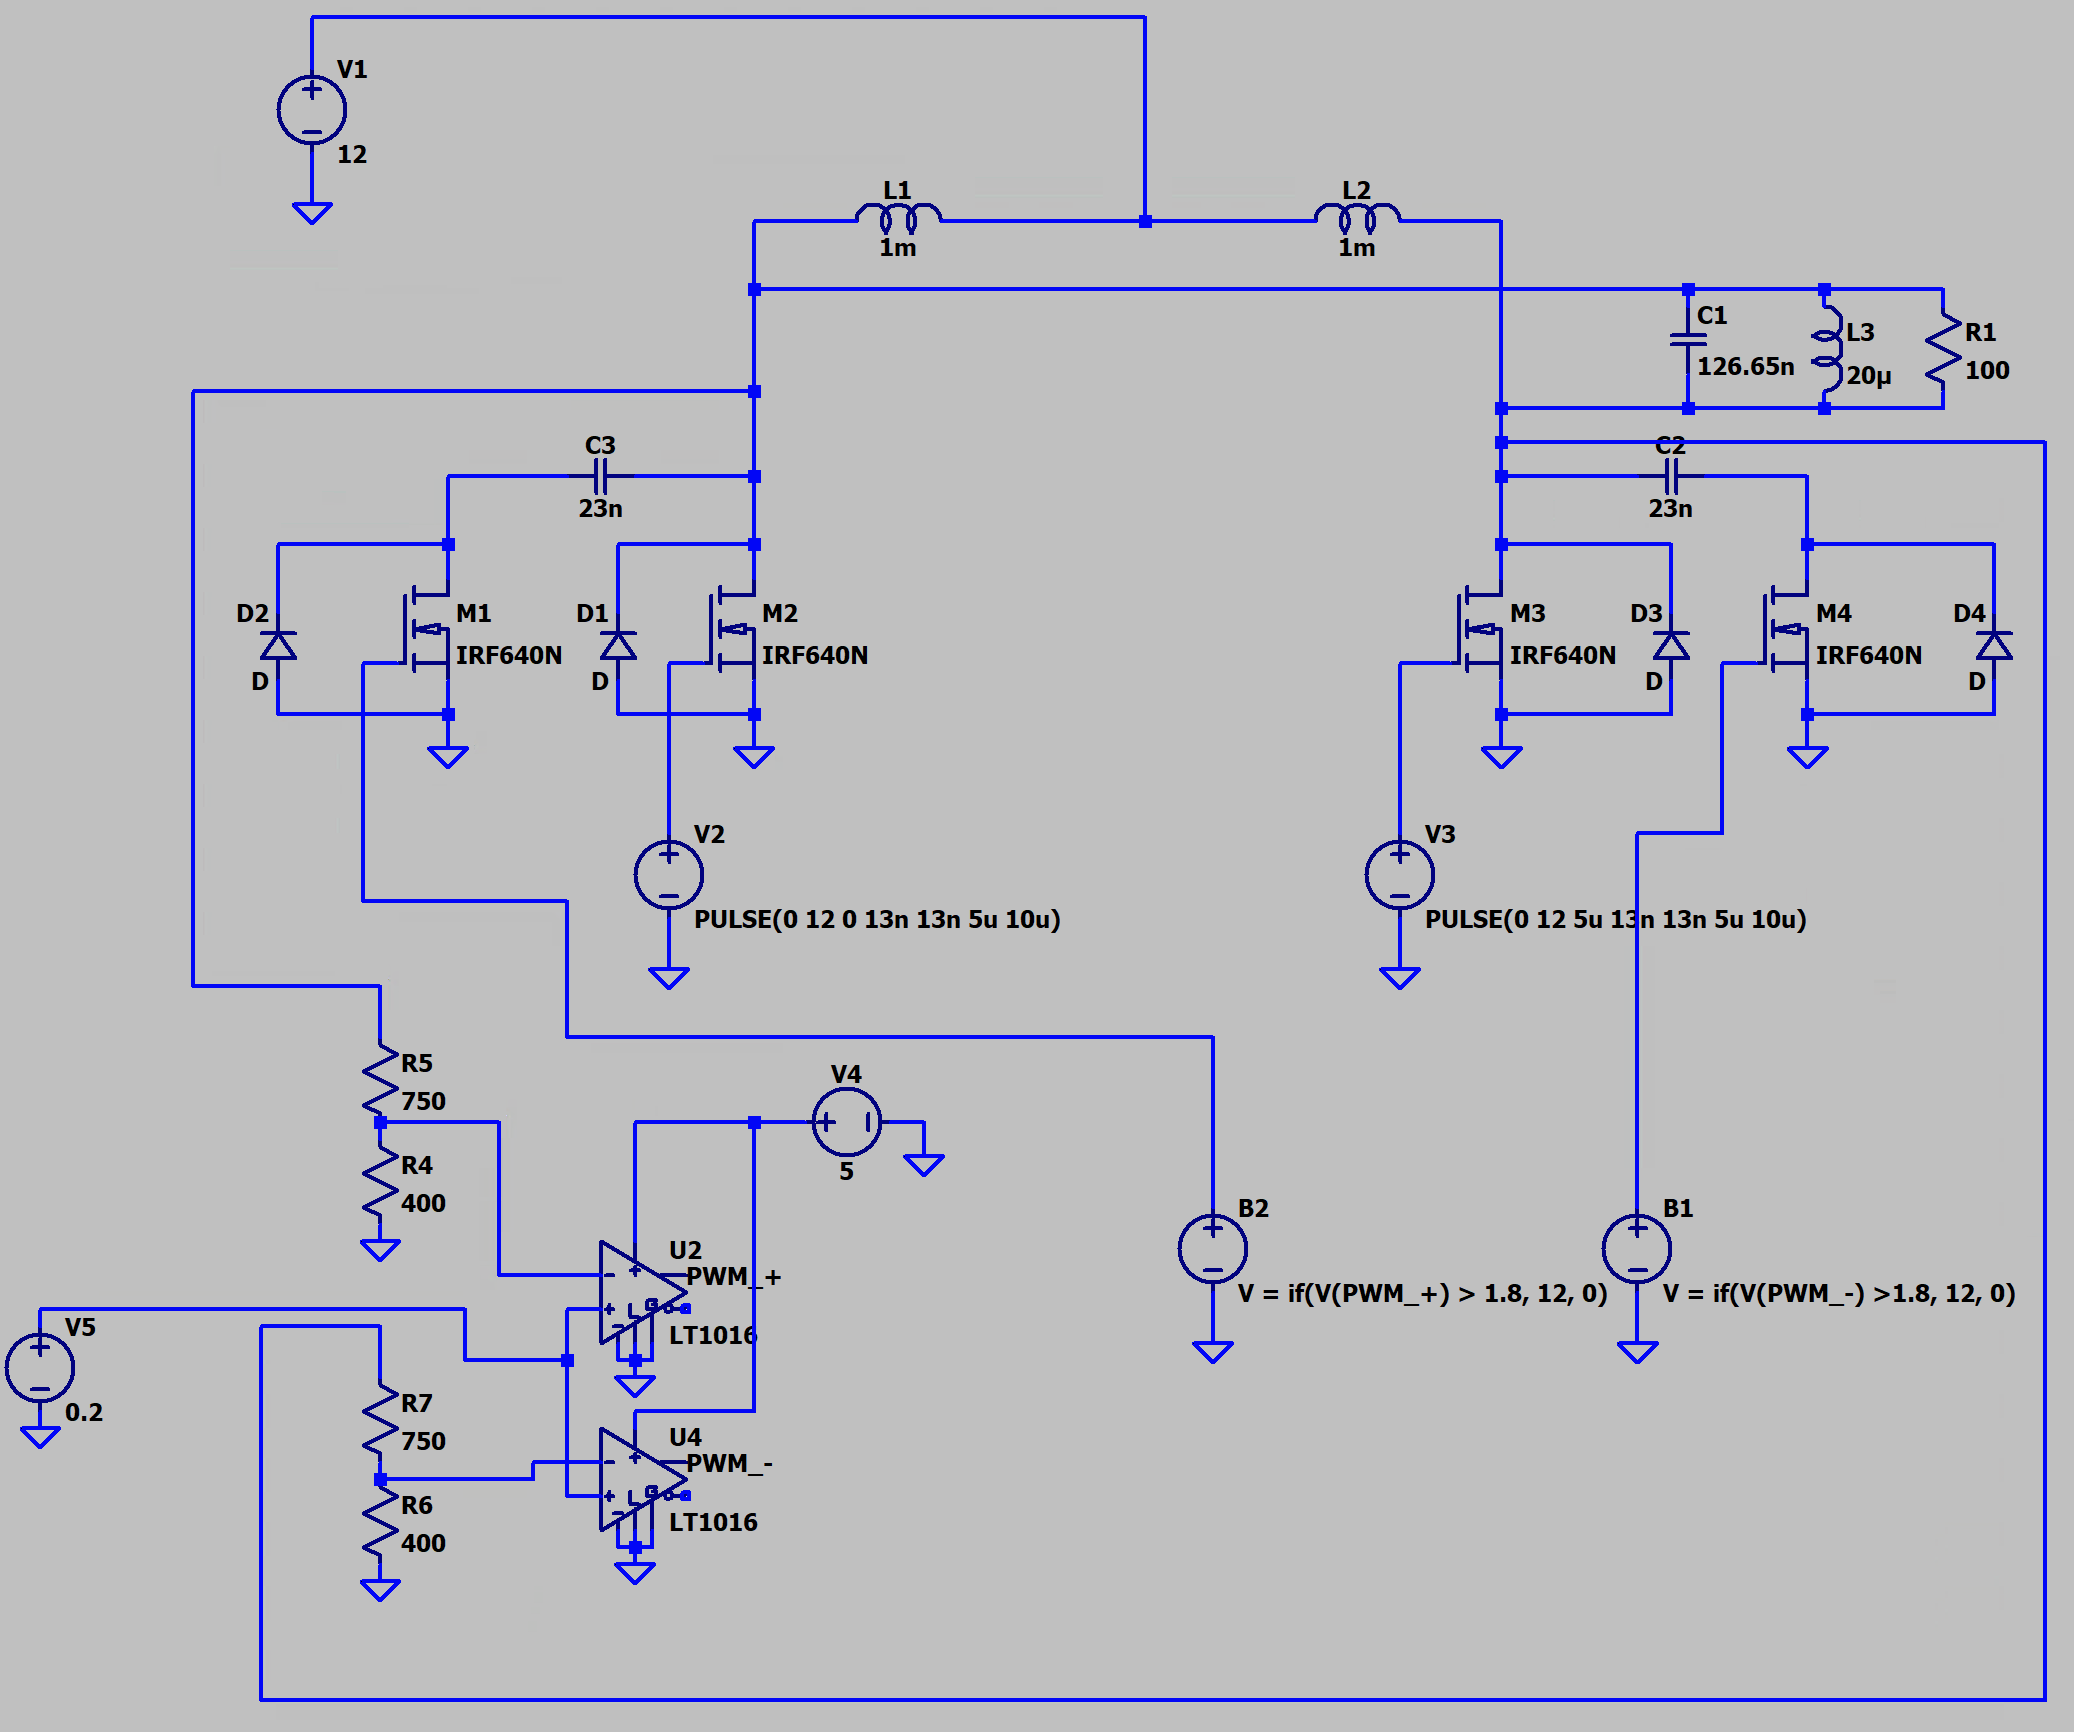 V1
12
L1
1m
L2
1m
C1
126.65n
L3
20µ
R1
100
C3
23n
C2
23n
D2
D
M1
IRF640N
D1
D
M2
IRF640N
M3
IRF640N
D3
D
M4
IRF640N
D4
D
V2
PULSE(0 12 0 13n 13n 5u 10u)
V3
PULSE(0 12 5u 13n 13n 5u 10u)
R5
750
R4
400
V4
5
U2
PWM_+
LT1016
B2
V = if(V(PWM_+) > 1.8, 12, 0)
B1
V = if(V(PWM_-) >1.8, 12, 0)
V5
0.2
R7
750
R6
400
U4
PWM_-
LT1016